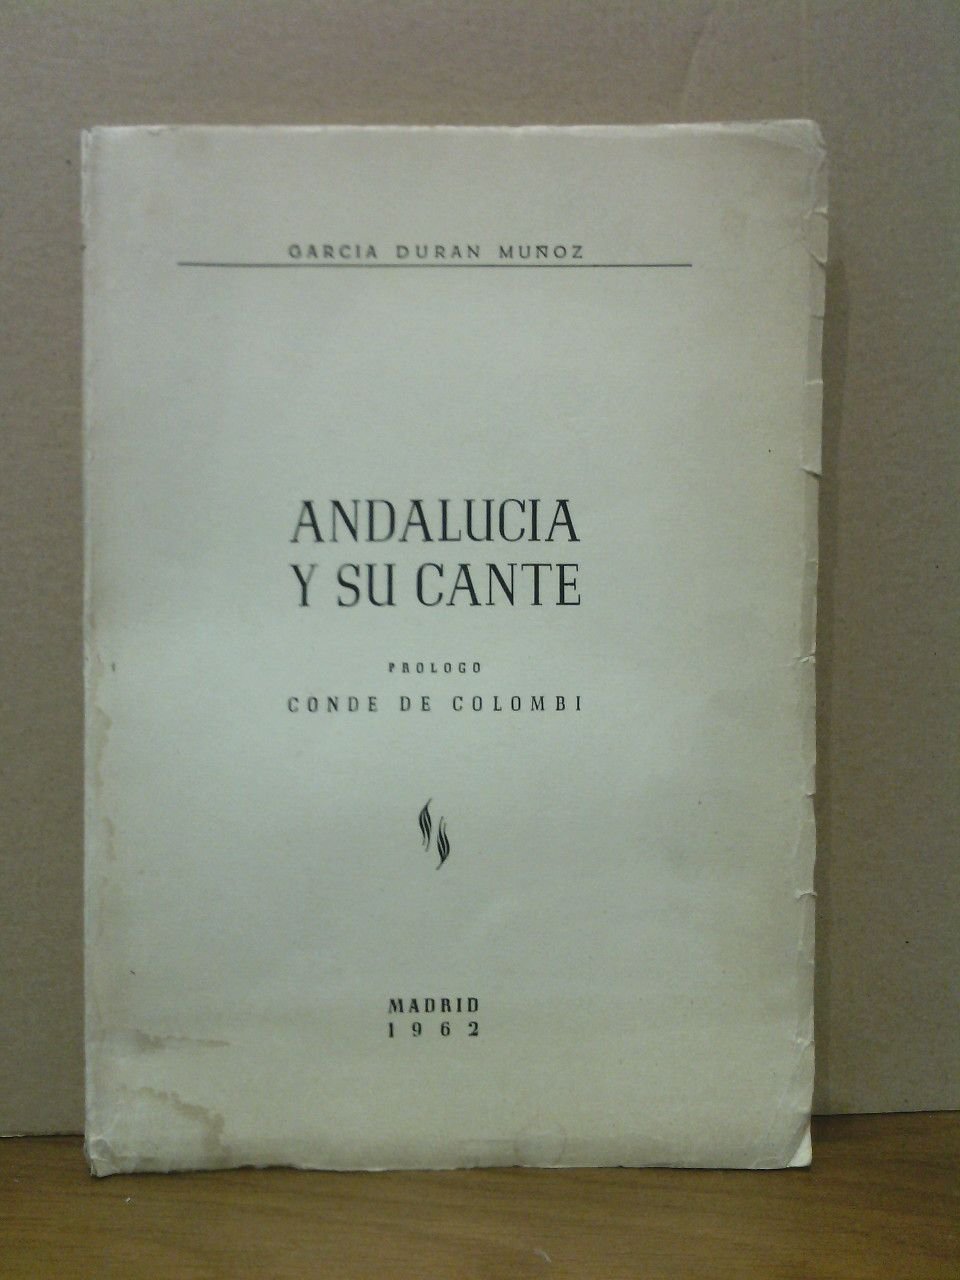 GARCIA DURAN MUÑOZ
ANDALUCIA
Y SU CANTE
PROLOGO
CONDE DE COLOMBI
MADRID
1962